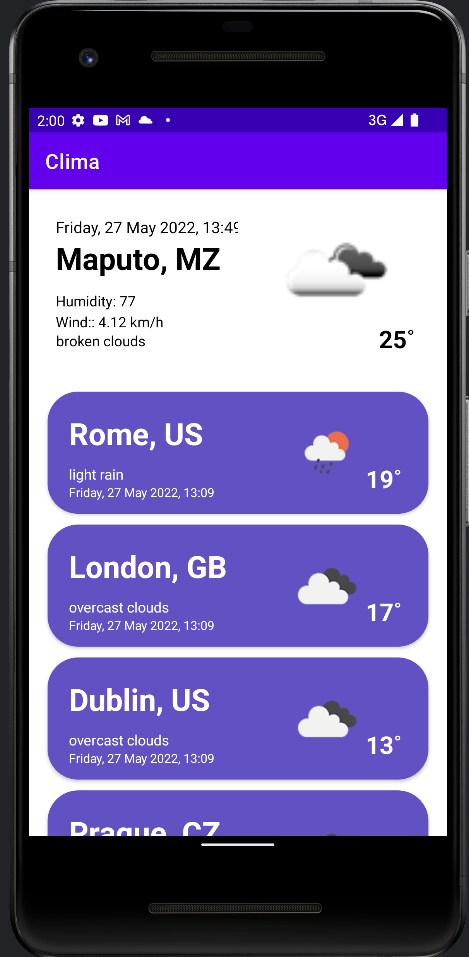 2:00 3G
Clima
Friday, 27 May 2022, 13:49
Maputo, MZ
Humidity: 77
Wind:: 4.12 km/h
broken clouds
25°
Rome, US
light rain
Friday, 27 May 2022, 13:09
19°
London, GB
overcast clouds
Friday, 27 May 2022, 13:09
17°
Dublin, US
overcast clouds
Friday, 27 May 2022, 13:09
13°
Prague, CZ